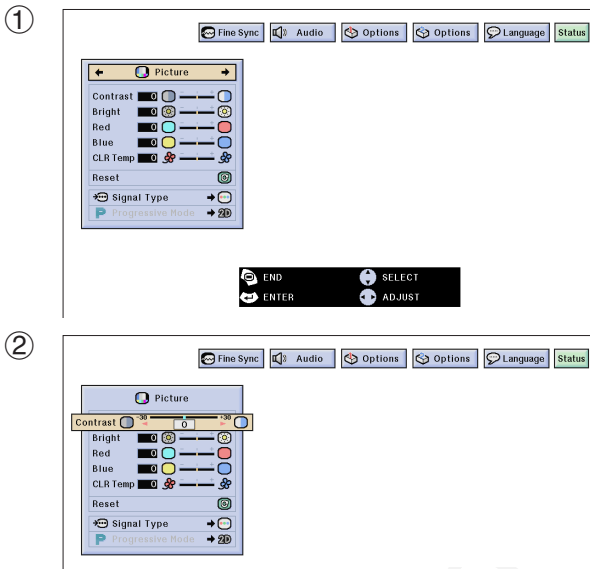 ①
Fine Sync Audio Options Options Language Status
Picture
Contrast 0
Bright 0
Red 0
Blue 0
CLR Temp 0
Reset
Signal Type
P Progressive Mode 2D
END SELECT
ENTER ADJUST
②
Fine Sync Audio Options Options Language Status
Picture
Contrast -30 0 +30
Bright 0
Red 0
Blue 0
CLR Temp 0
Reset
Signal Type
P Progressive Mode 2D